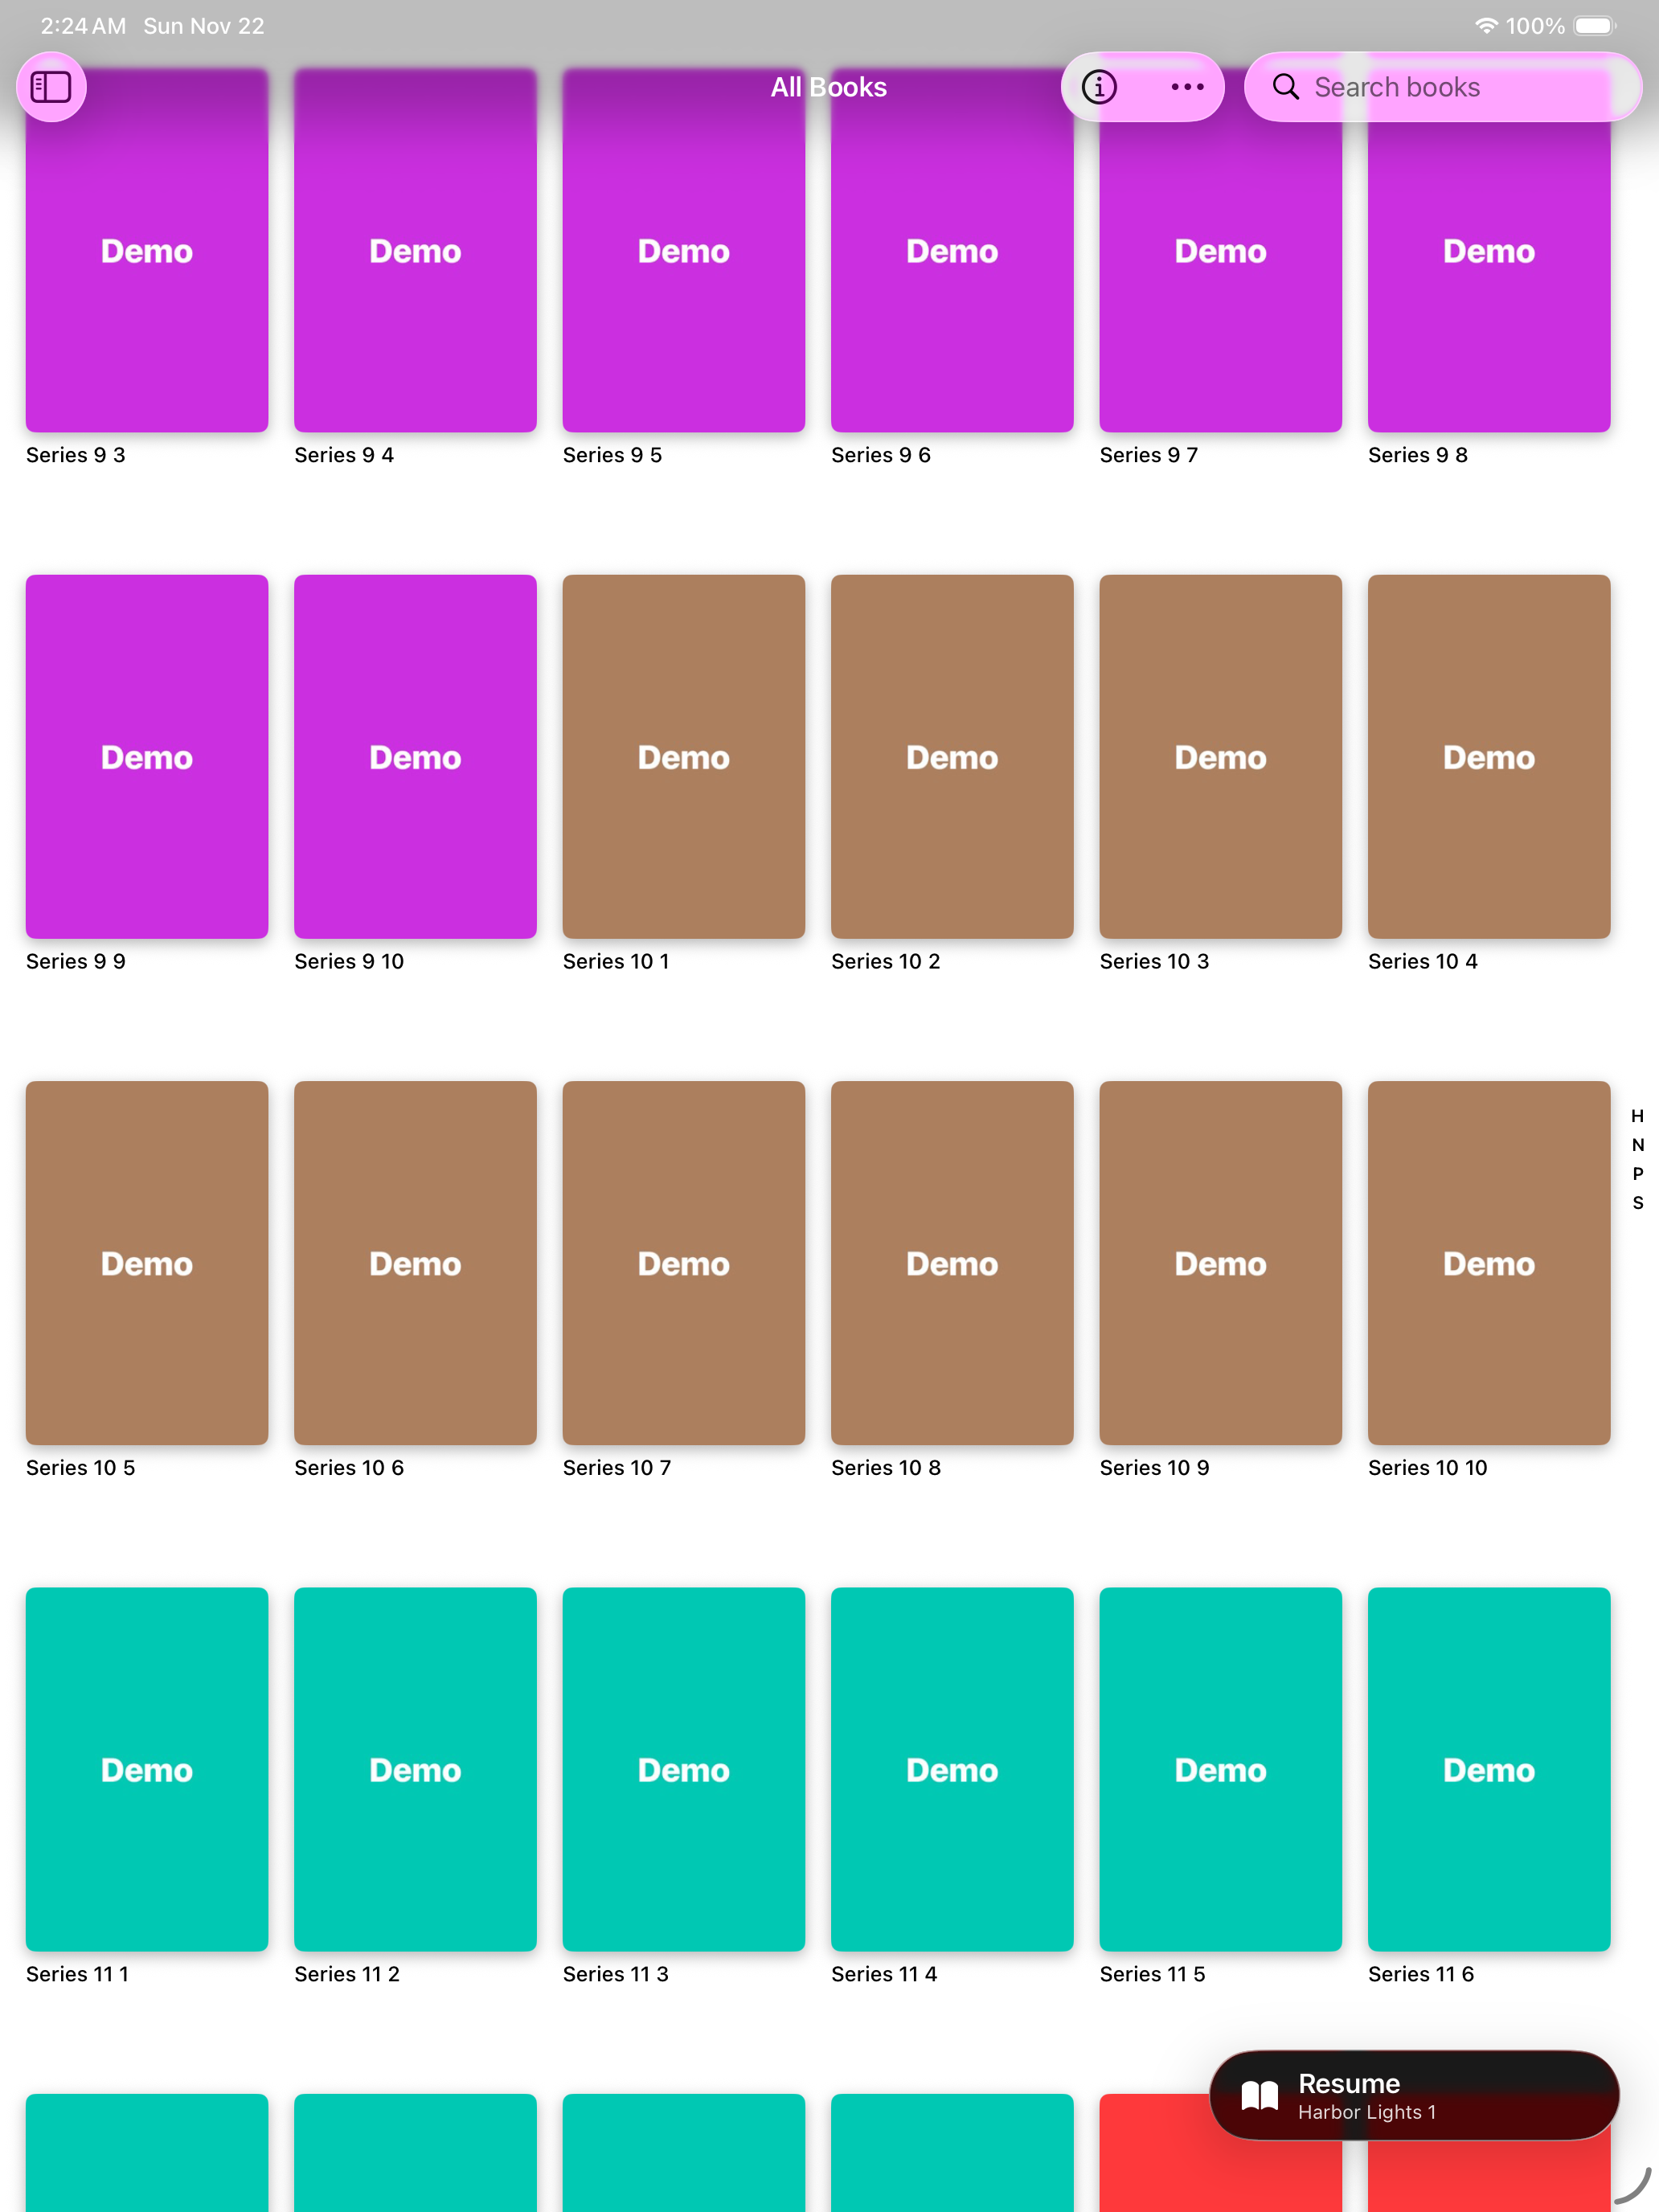 2:24 AM Sun Nov 22
100%
All Books
Search books
Demo Demo Demo Demo Demo Demo
Series 9 3 Series 9 4 Series 9 5 Series 9 6 Series 9 7 Series 9 8
Demo Demo Demo Demo Demo Demo
Series 9 9 Series 9 10 Series 10 1 Series 10 2 Series 10 3 Series 10 4
H
N
P
S
Demo Demo Demo Demo Demo Demo
Series 10 5 Series 10 6 Series 10 7 Series 10 8 Series 10 9 Series 10 10
Demo Demo Demo Demo Demo Demo
Series 11 1 Series 11 2 Series 11 3 Series 11 4 Series 11 5 Series 11 6
Resume
Harbor Lights 1